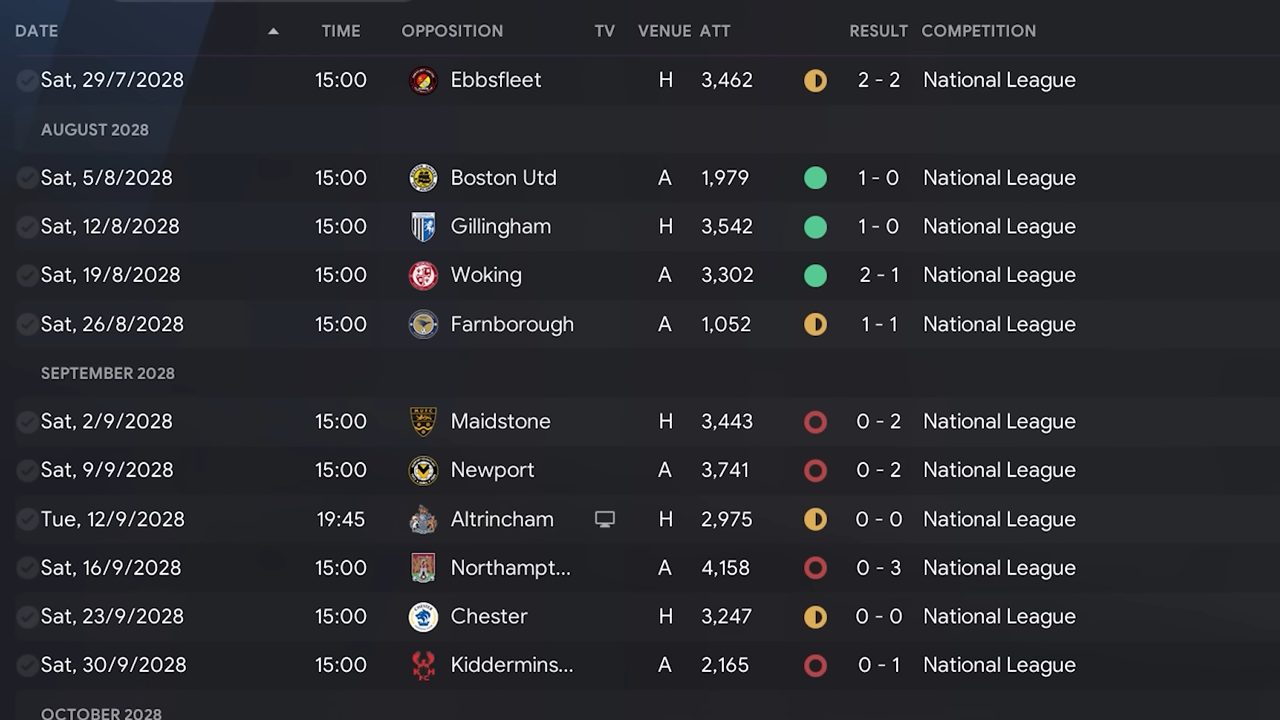 DATE TIME OPPOSITION TV VENUE ATT RESULT COMPETITION
Sat, 29/7/2028 15:00 Ebbsfleet H 3,462 2 - 2 National League
AUGUST 2028
Sat, 5/8/2028 15:00 Boston Utd A 1,979 1 - 0 National League
Sat, 12/8/2028 15:00 Gillingham H 3,542 1 - 0 National League
Sat, 19/8/2028 15:00 Woking A 3,302 2 - 1 National League
Sat, 26/8/2028 15:00 Farnborough A 1,052 1 - 1 National League
SEPTEMBER 2028
Sat, 2/9/2028 15:00 Maidstone H 3,443 0 - 2 National League
Sat, 9/9/2028 15:00 Newport A 3,741 0 - 2 National League
Tue, 12/9/2028 19:45 Altrincham H 2,975 0 - 0 National League
Sat, 16/9/2028 15:00 Northampt... A 4,158 0 - 3 National League
Sat, 23/9/2028 15:00 Chester H 3,247 0 - 0 National League
Sat, 30/9/2028 15:00 Kiddermins... A 2,165 0 - 1 National League
OCTOBER 2028